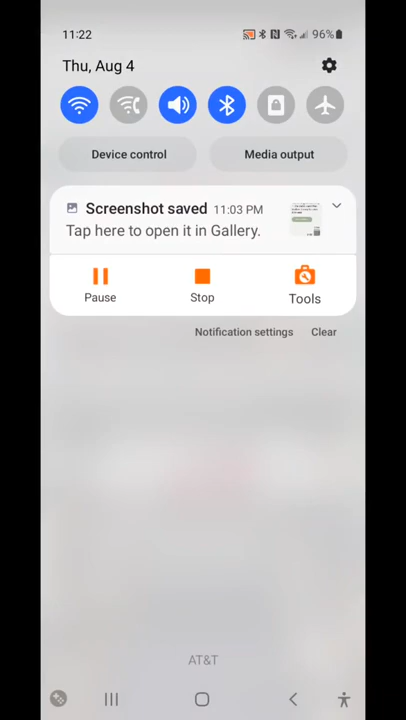 11:22 96%
Thu, Aug 4
Device control Media output
Screenshot saved 11:03 PM
Tap here to open it in Gallery.
Pause Stop Tools
Notification settings Clear
AT&T